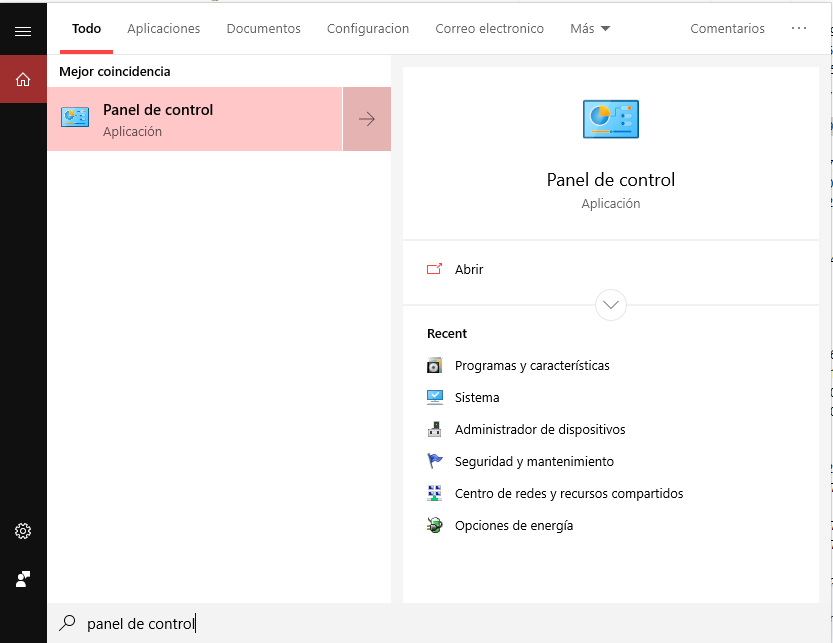 Todo Aplicaciones Documentos Configuracion Correo electronico Más Comentarios ...
Mejor coincidencia
Panel de control
Aplicación
Panel de control
Aplicación
Abrir
Recent
Programas y características
Sistema
Administrador de dispositivos
Seguridad y mantenimiento
Centro de redes y recursos compartidos
Opciones de energía
panel de control